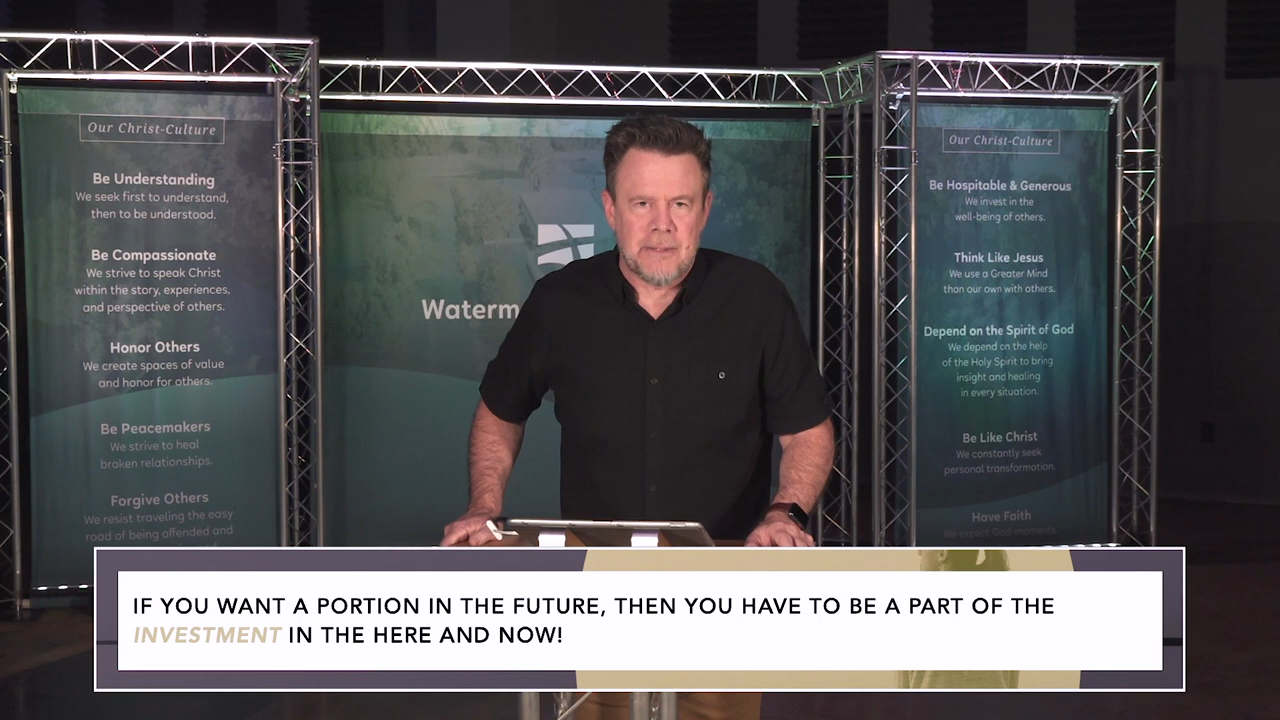 Our Christ-Culture
Be Understanding
We seek first to understand,
then to be understood.
Be Compassionate
We strive to speak Christ
within the story, experiences,
and perspective of others.
Honor Others
We create spaces of value
and honor for others.
Be Peacemakers
We strive to heal
broken relationships.
Forgive Others
We resist traveling the easy
road of being offended and
Our Christ-Culture
Be Hospitable & Generous
We invest in the
well-being of others.
Think Like Jesus
We use a Greater Mind
than our own with others.
Depend on the Spirit of God
We depend on the help
of the Holy Spirit to bring
insight and healing
in every situation.
Be Like Christ
We constantly seek
personal transformation.
Have Faith
We expect God-moments
IF YOU WANT A PORTION IN THE FUTURE, THEN YOU HAVE TO BE A PART OF THE
INVESTMENT IN THE HERE AND NOW!